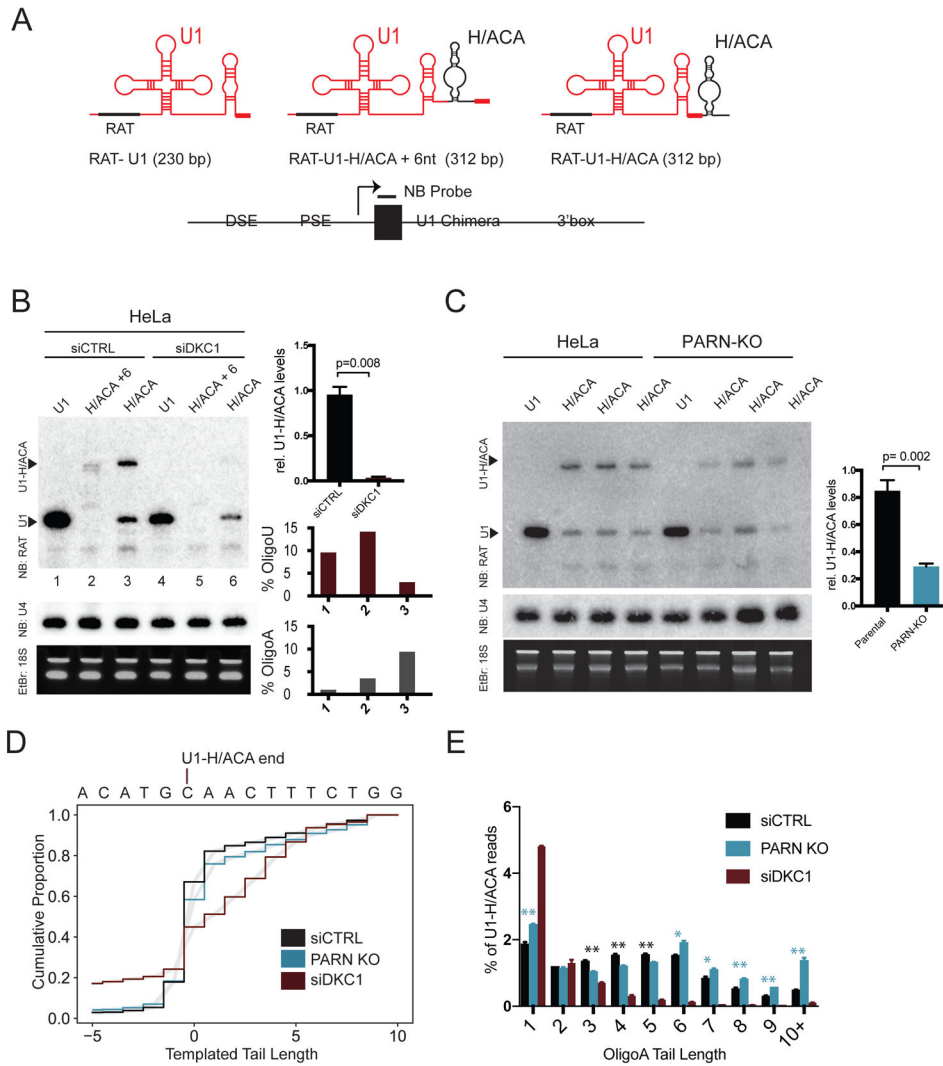 A
U1
U1
H/ACA
U1
H/ACA
RAT
RAT
RAT
RAT- U1 (230 bp)
RAT-U1-H/ACA + 6nt (312 bp)
RAT-U1-H/ACA (312 bp)
NB Probe
DSE
PSE
U1 Chimera
3'box
B
HeLa
siCTRL
siDKC1
U1
H/ACA +6
H/ACA
U1
H/ACA + 6
H/ACA
U1-H/ACA
U1
NB: RAT
1 2 3 4 5 6
NB: U4
EtBr: 18S
rel. U1-H/ACA levels
1.5
1.0
0.5
0.0
p=0.008
siCTRL
siDKC1
% OligoU
15
10
5
0
1 2 3
% OligoA
15
10
5
0
1 2 3
C
HeLa
PARN-KO
U1
H/ACA
H/ACA
H/ACA
U1
H/ACA
H/ACA
H/ACA
U1-H/ACA
U1
NB: RAT
NB: U4
EtBr: 18S
rel. U1-H/ACA levels
1.0
0.8
0.6
0.4
0.2
0.0
p= 0.002
Parental
PARN-KO
D
U1-H/ACA end
A C A T G C A A C T T T C T G G
Cumulative Proportion
1.0
0.8
0.6
0.4
0.2
0.0
siCTRL
PARN KO
siDKC1
−5 0 5 10
Templated Tail Length
E
% of U1-H/ACA reads
6
4
2
0
siCTRL
PARN KO
siDKC1
** ** ** ** * * ** ** **
1 2 3 4 5 6 7 8 9 10+
OligoA Tail Length